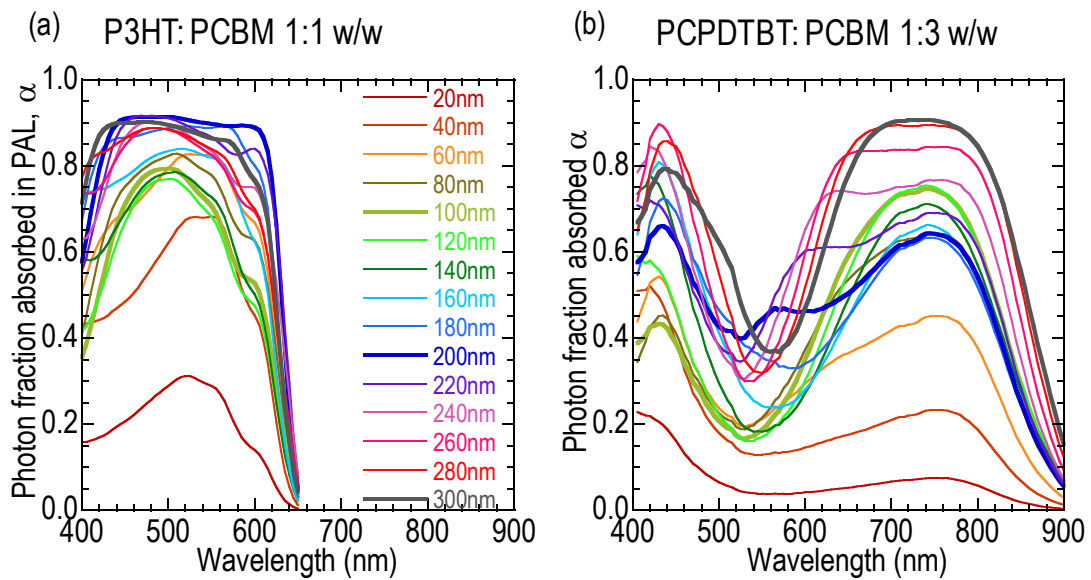 (a) P3HT: PCBM 1:1 w/w
Photon fraction absorbed in PAL, α
1.0
0.8
0.6
0.4
0.2
0.0
400 500 600 700 800 900
Wavelength (nm)
20nm
40nm
60nm
80nm
100nm
120nm
140nm
160nm
180nm
200nm
220nm
240nm
260nm
280nm
300nm
(b) PCPDTBT: PCBM 1:3 w/w
Photon fraction absorbed α
1.0
0.8
0.6
0.4
0.2
0.0
400 500 600 700 800 900
Wavelength (nm)